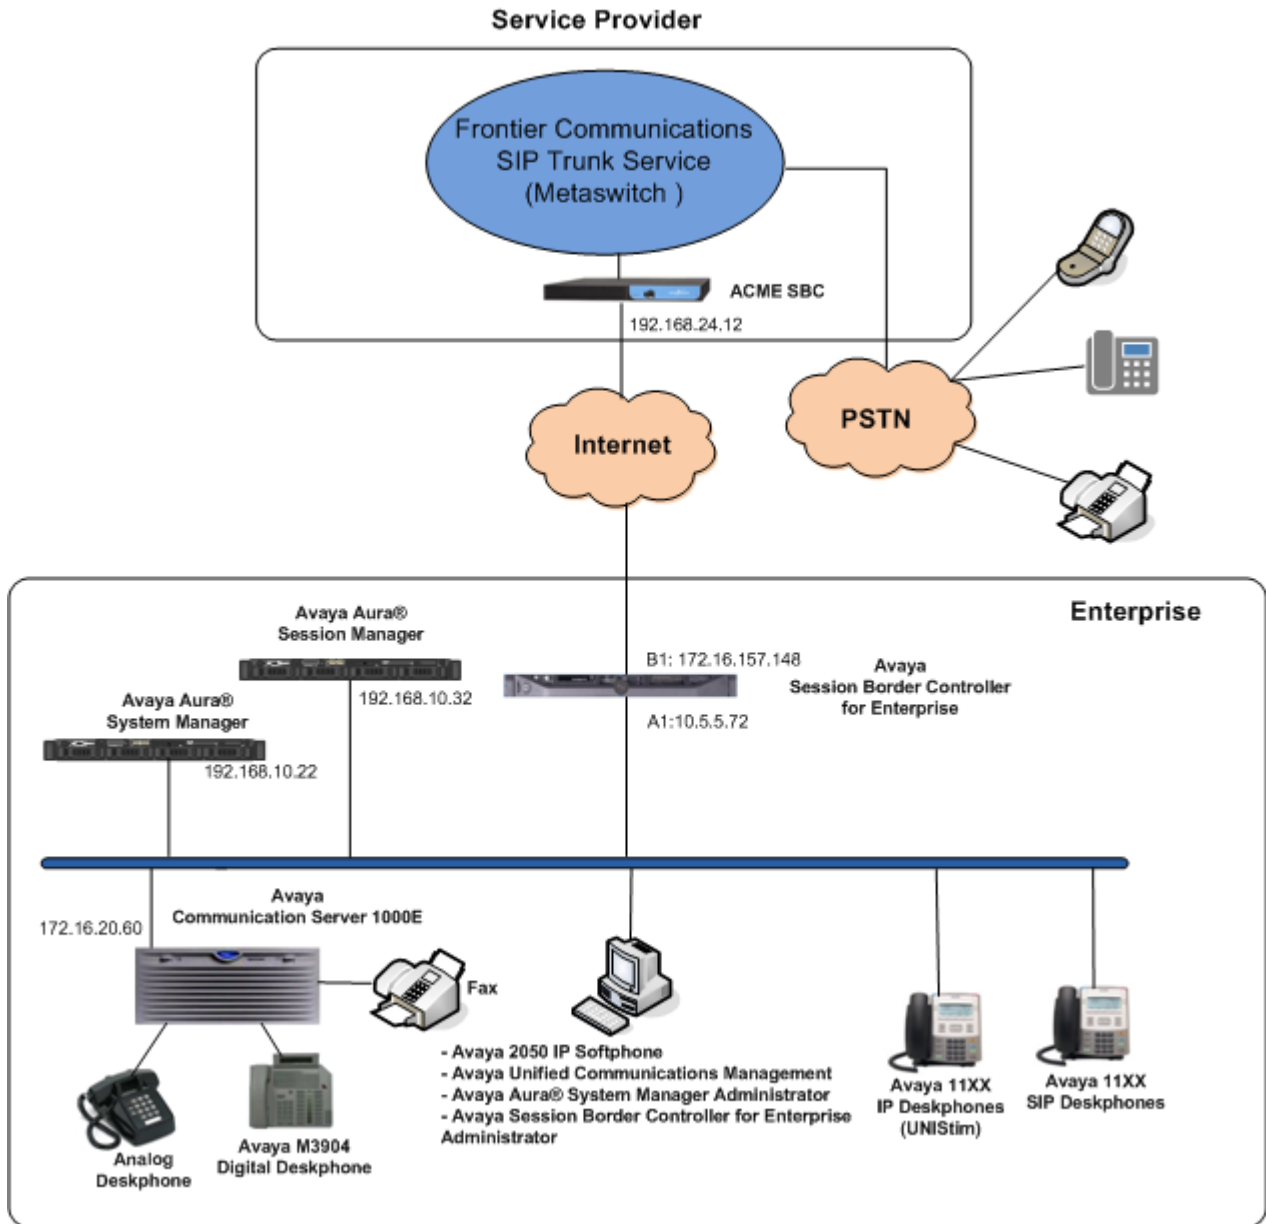 Service Provider
Frontier Communications
SIP Trunk Service
(Metaswitch )
ACME SBC
192.168.24.12
Internet
PSTN
Enterprise
Avaya Aura®
Session Manager
192.168.10.32
Avaya Aura®
System Manager
192.168.10.22
B1: 172.16.157.148
A1:10.5.5.72
Avaya
Session Border Controller
for Enterprise
172.16.20.60
Avaya
Communication Server 1000E
Fax
Analog
Deskphone
Avaya M3904
Digital Deskphone
- Avaya 2050 IP Softphone
- Avaya Unified Communications Management
- Avaya Aura® System Manager Administrator
- Avaya Session Border Controller for Enterprise
Administrator
Avaya 11XX
IP Deskphones
(UNIStim)
Avaya 11XX
SIP Deskphones